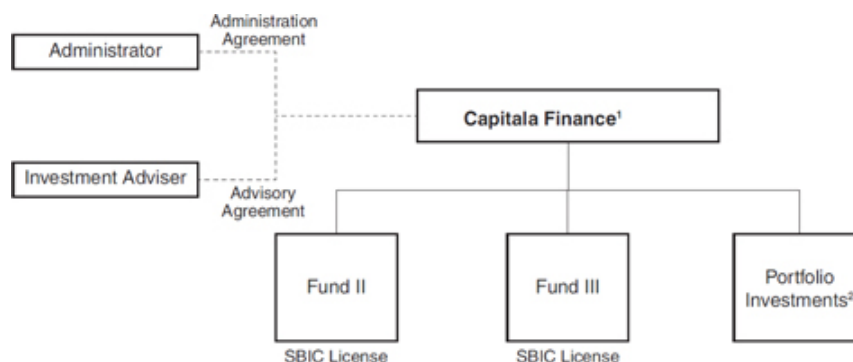 Administration
Agreement
Administrator
Capitala Finance¹
Investment Adviser
Advisory
Agreement
Fund II
Fund III
Portfolio
Investments²
SBIC License
SBIC License